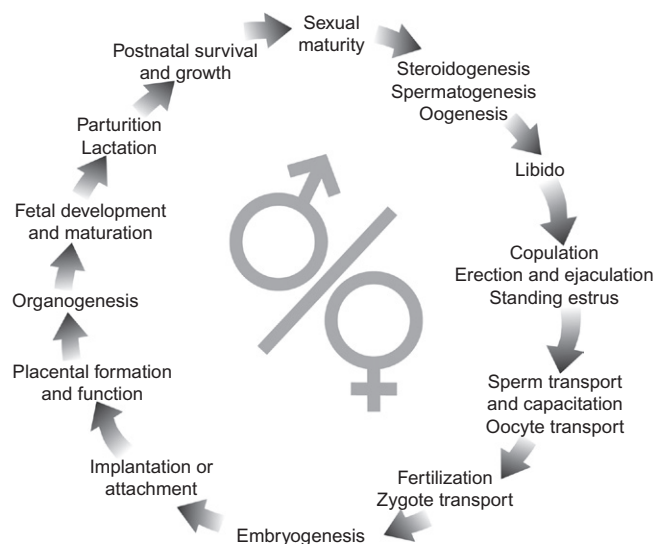 Sexual
maturity
Steroidogenesis
Spermatogenesis
Oogenesis
Libido
Copulation
Erection and ejaculation
Standing estrus
Sperm transport
and capacitation
Oocyte transport
Fertilization
Zygote transport
Embryogenesis
Implantation or
attachment
Placental formation
and function
Organogenesis
Fetal development
and maturation
Parturition
Lactation
Postnatal survival
and growth